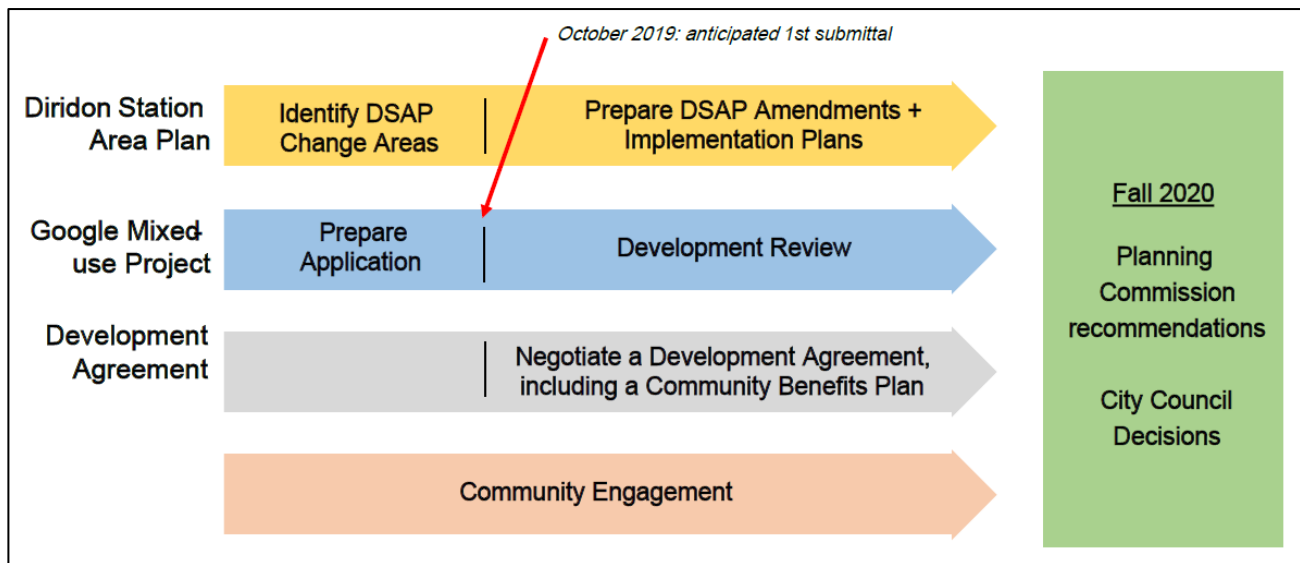 October 2019: anticipated 1st submittal
Diridon Station
Area Plan
Identify DSAP
Change Areas
Prepare DSAP Amendments +
Implementation Plans
Google Mixed-
use Project
Prepare
Application
Development Review
Development
Agreement
Negotiate a Development Agreement,
including a Community Benefits Plan
Community Engagement
Fall 2020
Planning
Commission
recommendations
City Council
Decisions